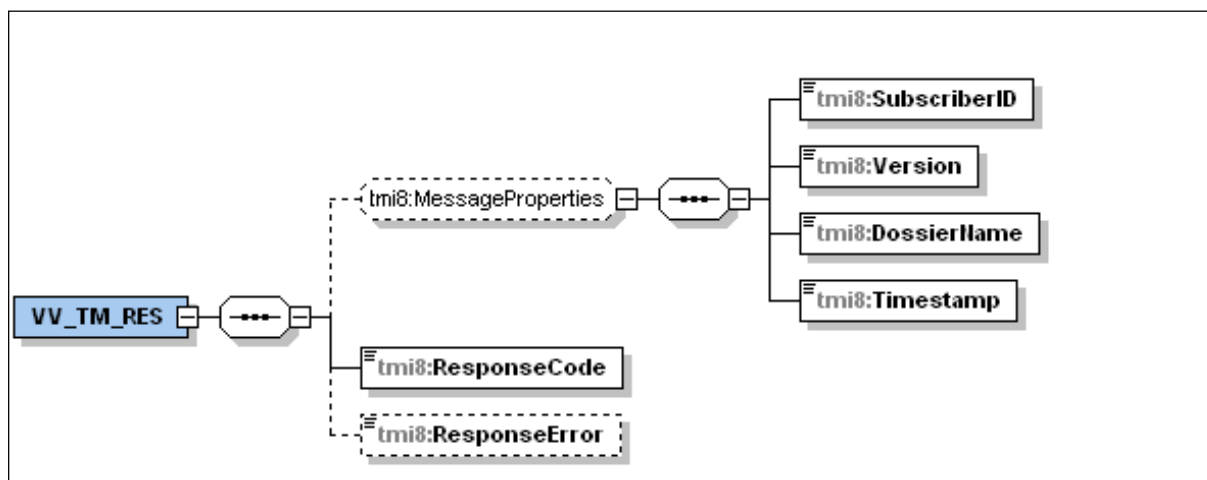 tmi8:SubscriberID
tmi8:Version
tmi8:MessageProperties
tmi8:DossierName
tmi8:Timestamp
VV_TM_RES
tmi8:ResponseCode
tmi8:ResponseError